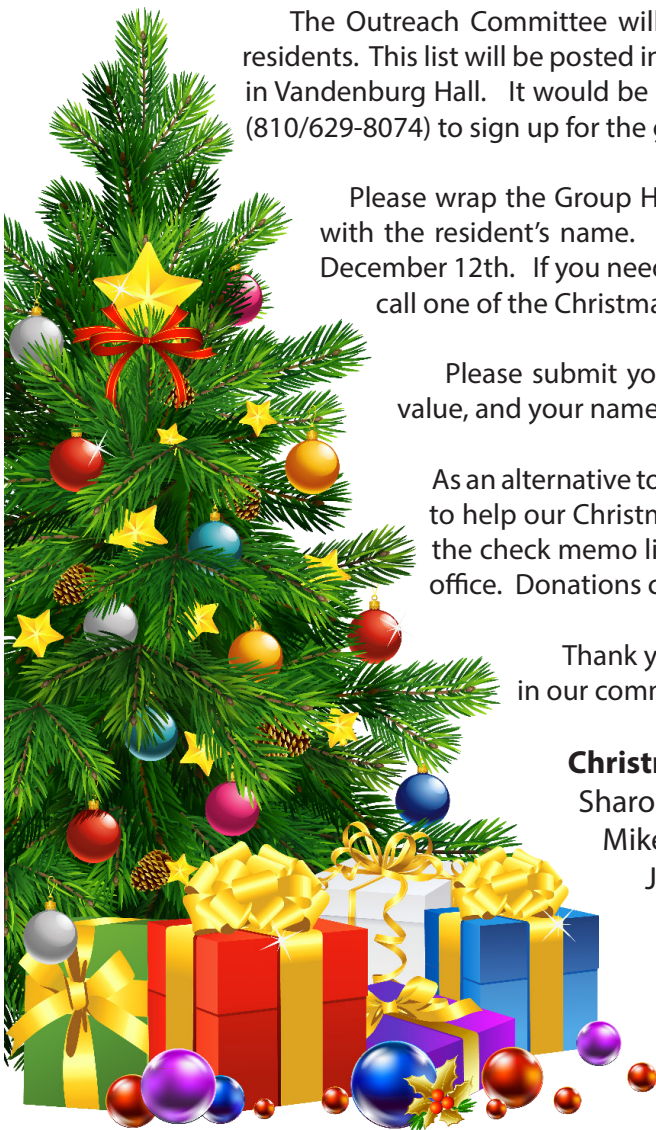 The Outreach Committee will
residents. This list will be posted in
in Vandenburg Hall. It would be
(810/629-8074) to sign up for the g
Please wrap the Group H
with the resident's name.
December 12th. If you need
call one of the Christma
Please submit you
value, and your name
As an alternative to
to help our Christm
the check memo li
office. Donations c
Thank y
in our comm
Christm
Sharo
Mike
J